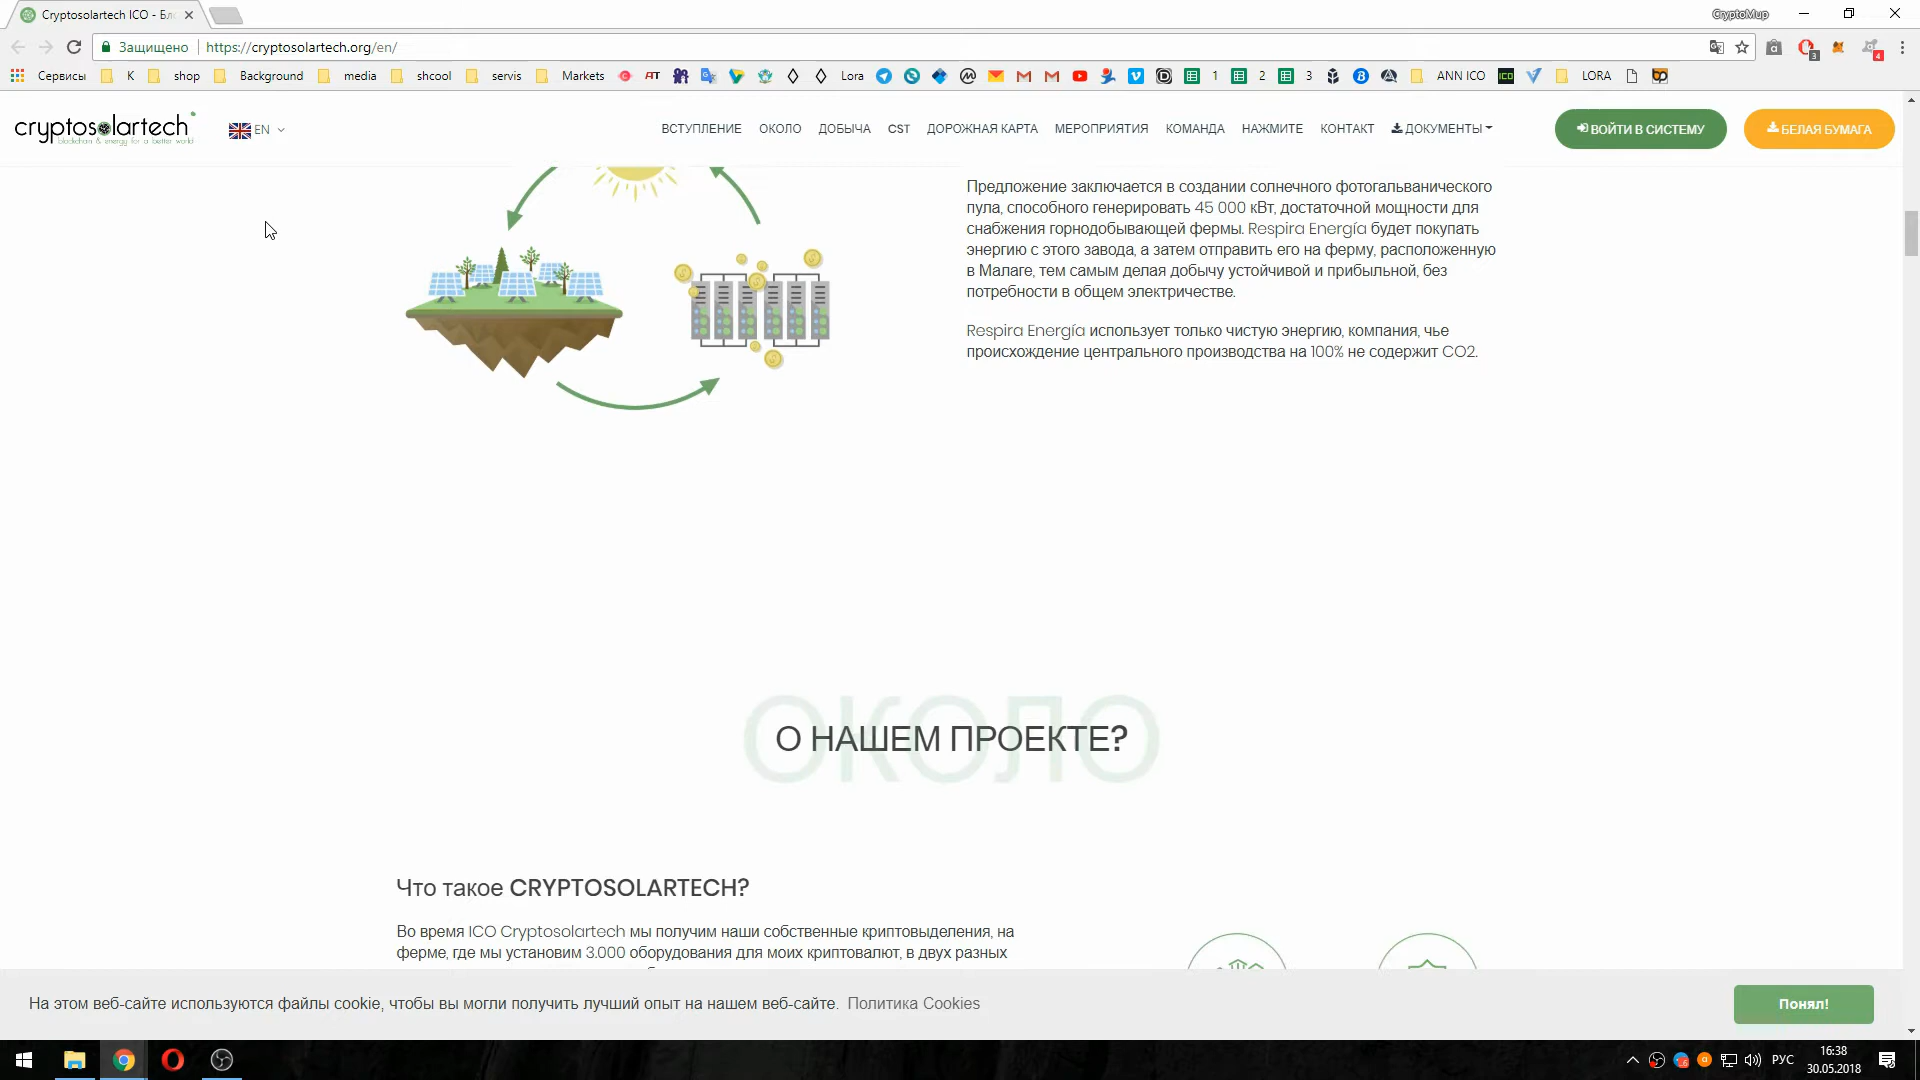 Cryptosolartech ICO - Бл
CryptoMup
Защищено
https://cryptosolartech.org/en/
3
4
Сервисы
K
shop
Background
media
shcool
servis
Markets
Lora
1
2
3
ANN ICO
LORA
cryptosolartech
blockchain & energy for a better world
EN
ВСТУПЛЕНИЕ
ОКОЛО
ДОБЫЧА
CST
ДОРОЖНАЯ КАРТА
МЕРОПРИЯТИЯ
КОМАНДА
НАЖМИТЕ
КОНТАКТ
ДОКУМЕНТЫ
ВОЙТИ В СИСТЕМУ
БЕЛАЯ БУМАГА
Предложение заключается в создании солнечного фотогальванического
пула, способного генерировать 45 000 кВт, достаточной мощности для
снабжения горнодобывающей фермы. Respira Energía будет покупать
энергию с этого завода, а затем отправить его на ферму, расположенную
в Малаге, тем самым делая добычу устойчивой и прибыльной, без
потребности в общем электричестве.
Respira Energía использует только чистую энергию, компания, чье
происхождение центрального производства на 100% не содержит CO2.
ОКОЛО
О НАШЕМ ПРОЕКТЕ?
Что такое CRYPTOSOLARTECH?
Во время ICO Cryptosolartech мы получим наши собственные криптовыделения, на
ферме, где мы установим 3.000 оборудования для моих криптовалют, в двух разных
На этом веб-сайте используются файлы cookie, чтобы вы могли получить лучший опыт на нашем веб-сайте. Политика Cookies
Понял!
РУС
16:38
30.05.2018